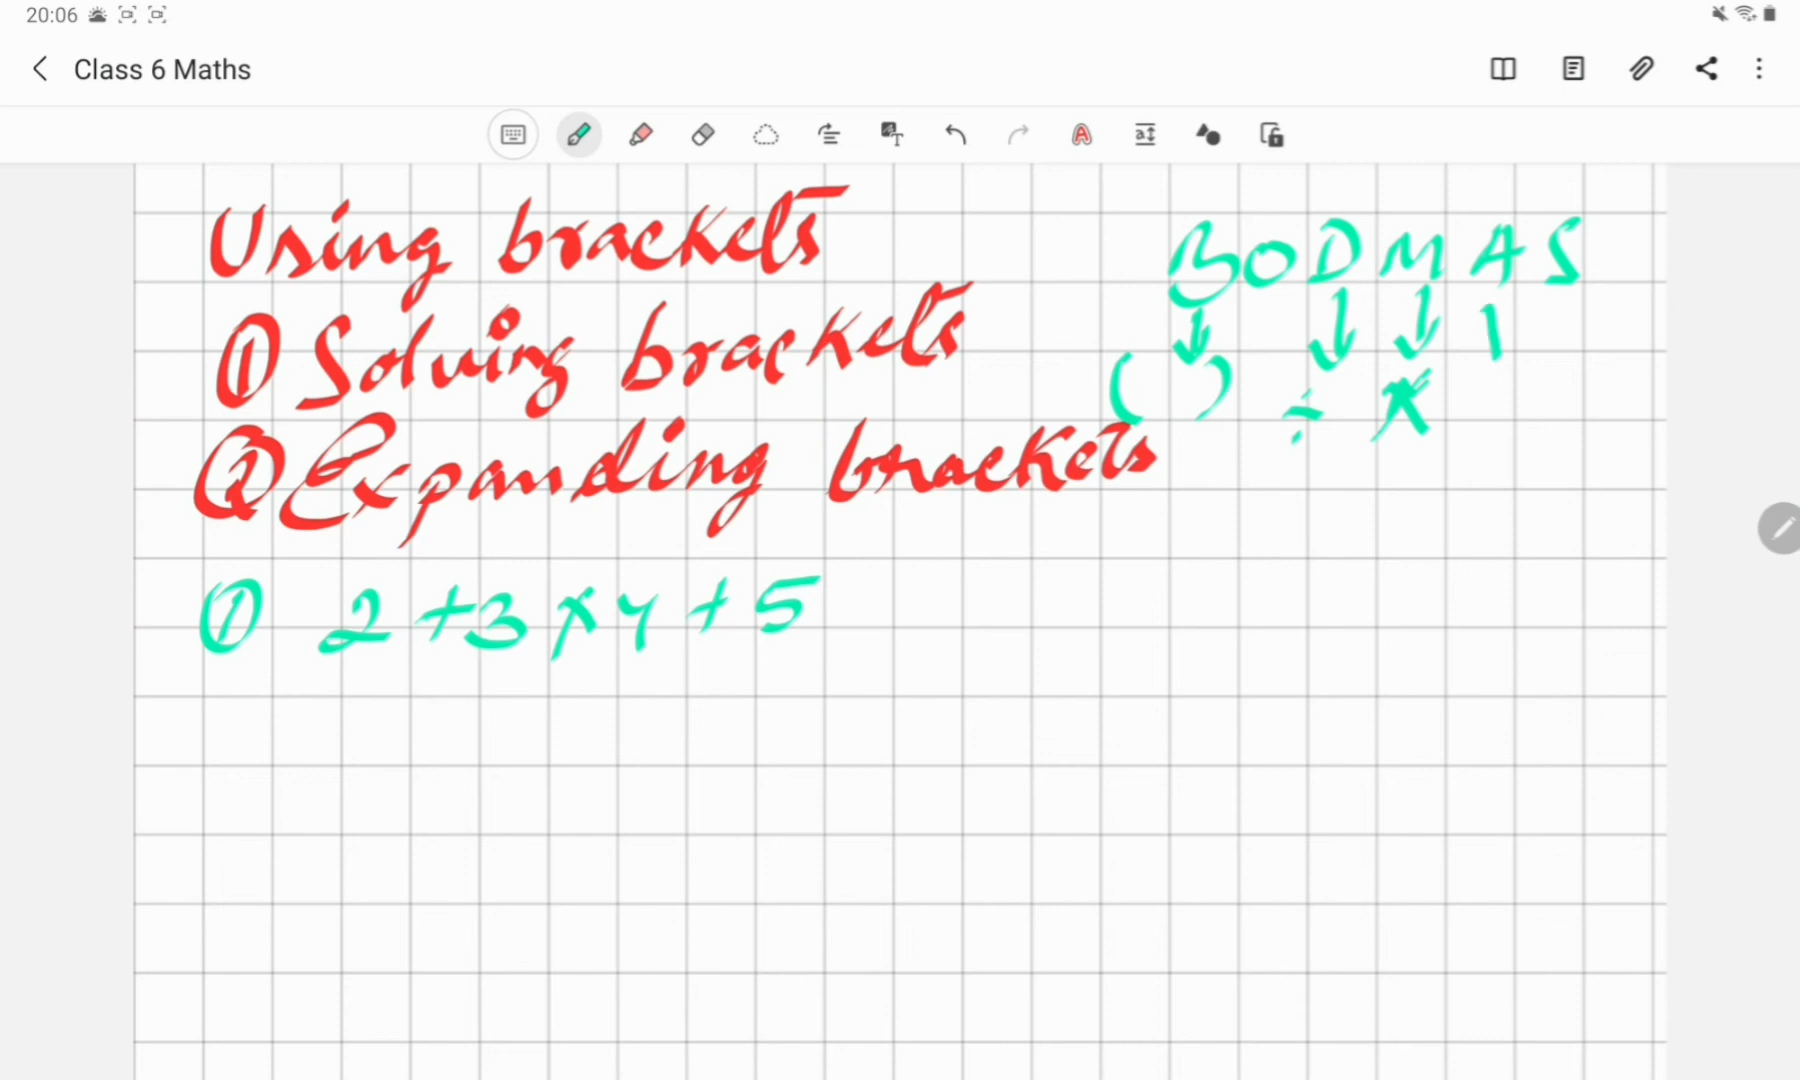 20:06
Class 6 Maths
Using brackets
① Solving brackets
② Expanding brackets
BODMAS
( ) ÷ ×
① 2+3×4+5